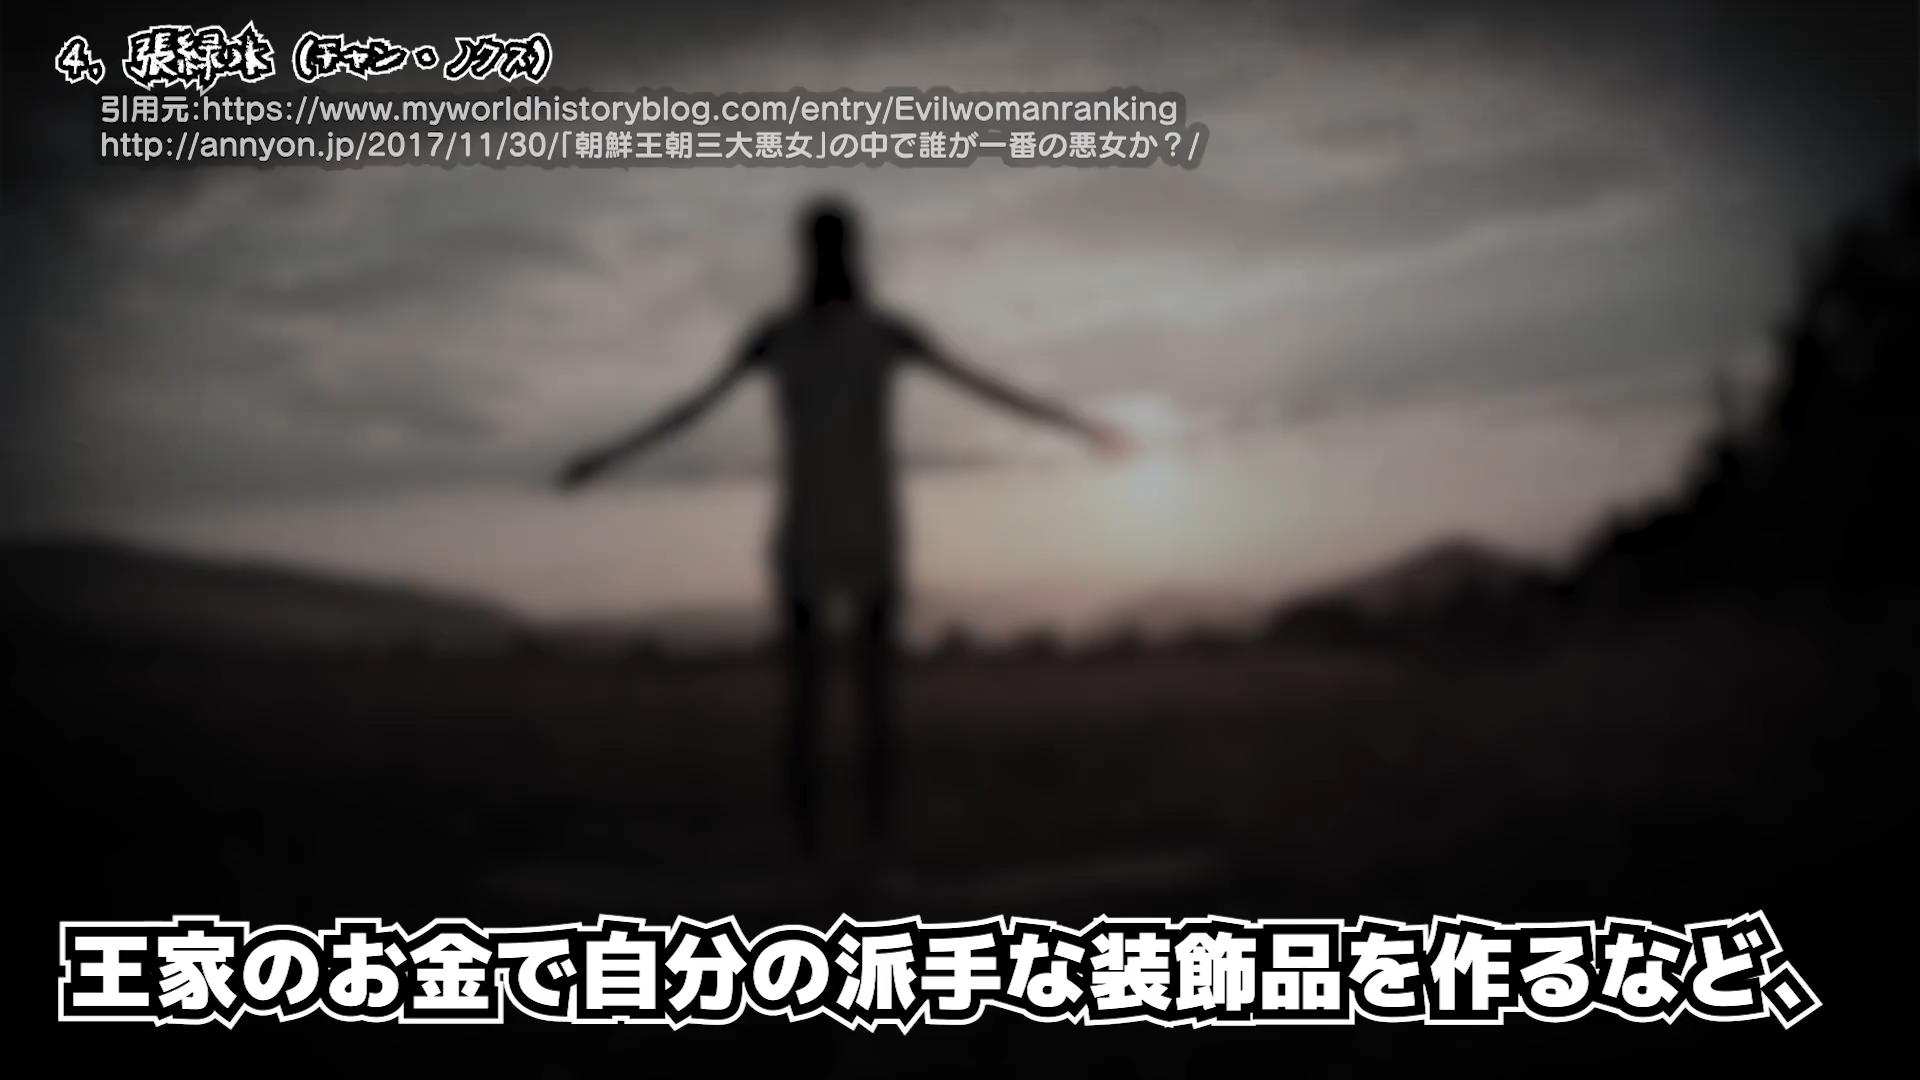 4、張緑水（チャン・ノクス）
引用元:https://www.myworldhistoryblog.com/entry/Evilwomanranking
http://annyon.jp/2017/11/30/｢朝鮮王朝三大悪女｣の中で誰が一番の悪女か？/
王家のお金で自分の派手な装飾品を作るなど、